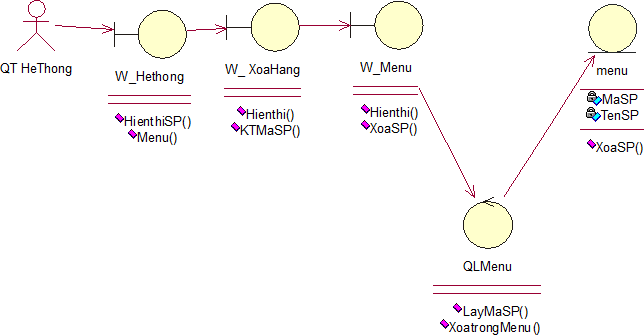 QT HeThong
W_Hethong
HienthiSP()
Menu()
W_ XoaHang
Hienthi()
KTMaSP()
W_Menu
Hienthi()
XoaSP()
menu
MaSP
TenSP
XoaSP()
QLMenu
LayMaSP()
XoatrongMenu()